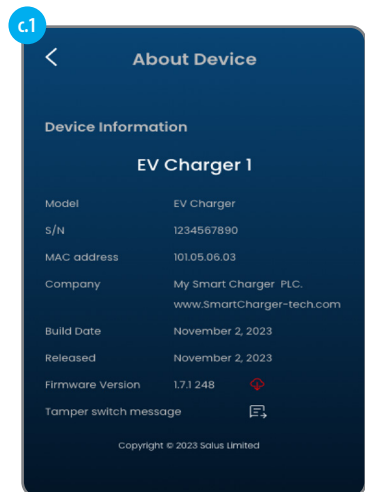 c.1
About Device
Device Information
EV Charger 1
Model EV Charger
S/N 1234567890
MAC address 101.05.06.03
Company My Smart Charger PLC.
www.SmartCharger-tech.com
Build Date November 2, 2023
Released November 2, 2023
Firmware Version 1.7.1 248
Tamper switch message
Copyright © 2023 Salus Limited